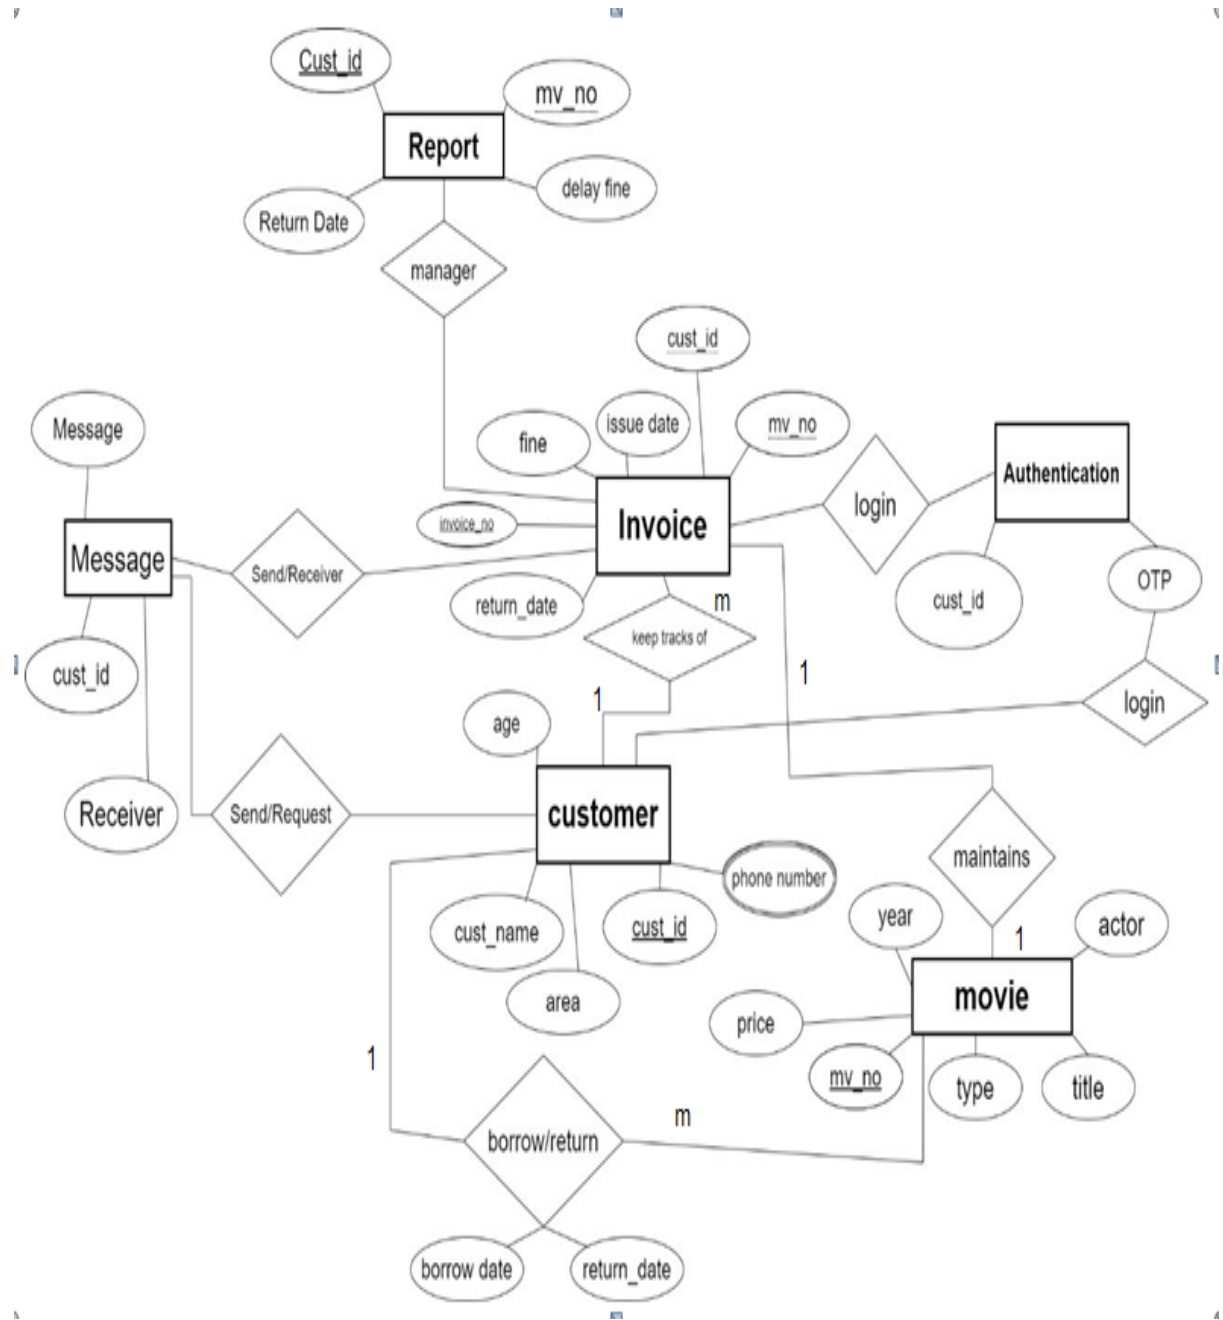 Cust_id
mv_no
Report
delay fine
Return Date
manager
cust_id
Message
fine
issue date
mv_no
Authentication
login
invoice_no
Invoice
Message
Send/Receiver
OTP
return_date
m
cust_id
keep tracks of
cust_id
1
1
login
age
Receiver
Send/Request
customer
maintains
phone number
year
actor
cust_name
cust_id
1
area
movie
price
1
mv_no
type
title
m
borrow/return
borrow date
return_date